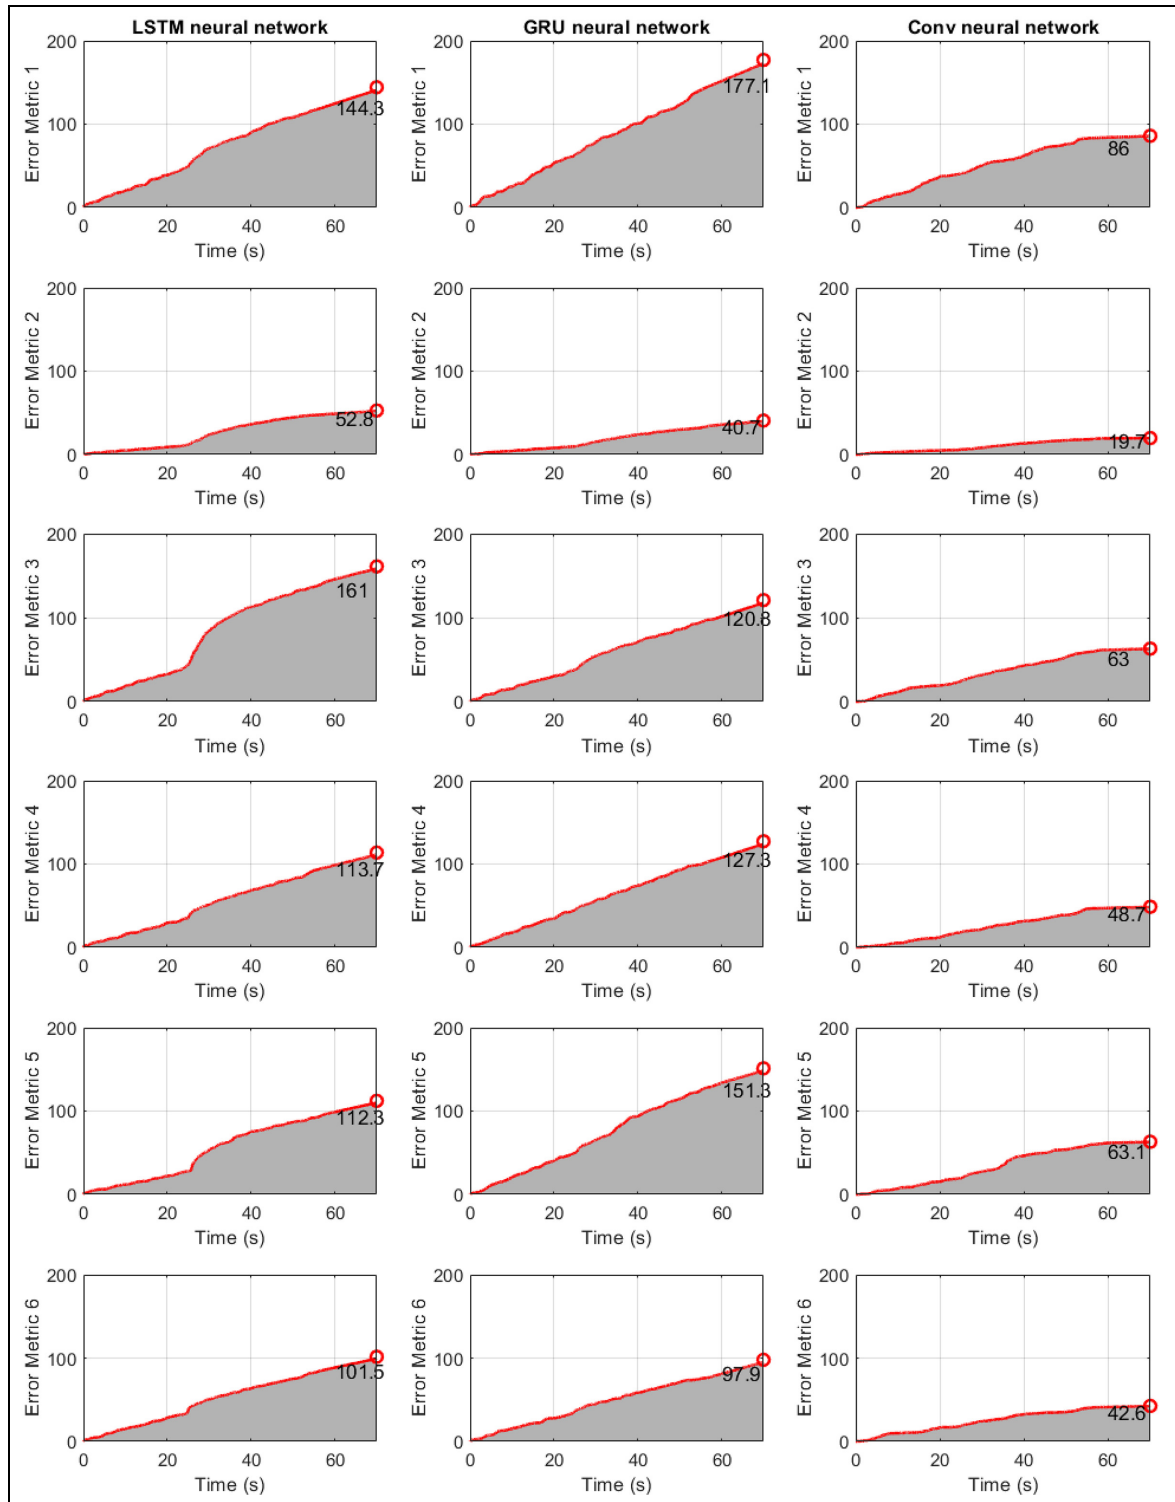 LSTM neural network
GRU neural network
Conv neural network
Error Metric 1
200
100
0
144.3
0 20 40 60
Time (s)
Error Metric 1
200
100
0
177.1
0 20 40 60
Time (s)
Error Metric 1
200
100
0
86
0 20 40 60
Time (s)
Error Metric 2
200
100
0
52.8
0 20 40 60
Time (s)
Error Metric 2
200
100
0
40.7
0 20 40 60
Time (s)
Error Metric 2
200
100
0
19.7
0 20 40 60
Time (s)
Error Metric 3
200
100
0
161
0 20 40 60
Time (s)
Error Metric 3
200
100
0
120.8
0 20 40 60
Time (s)
Error Metric 3
200
100
0
63
0 20 40 60
Time (s)
Error Metric 4
200
100
0
113.7
0 20 40 60
Time (s)
Error Metric 4
200
100
0
127.3
0 20 40 60
Time (s)
Error Metric 4
200
100
0
48.7
0 20 40 60
Time (s)
Error Metric 5
200
100
0
112.3
0 20 40 60
Time (s)
Error Metric 5
200
100
0
151.3
0 20 40 60
Time (s)
Error Metric 5
200
100
0
63.1
0 20 40 60
Time (s)
Error Metric 6
200
100
0
101.5
0 20 40 60
Time (s)
Error Metric 6
200
100
0
97.9
0 20 40 60
Time (s)
Error Metric 6
200
100
0
42.6
0 20 40 60
Time (s)